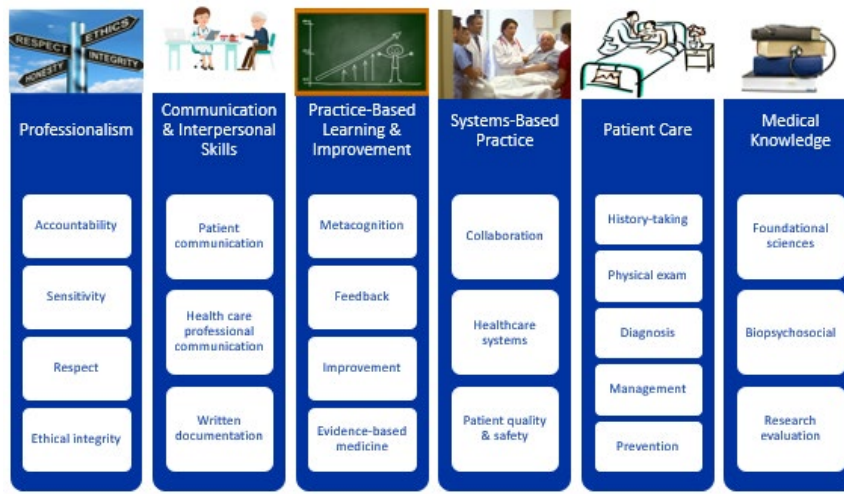 RESPECT
ETHICS
HONESTY
INTEGRITY
Professionalism
Accountability
Sensitivity
Respect
Ethical integrity
Communication
& Interpersonal
Skills
Patient
communication
Health care
professional
communication
Written
documentation
Practice-Based
Learning &
Improvement
Metacognition
Feedback
Improvement
Evidence-based
medicine
Systems-Based
Practice
Collaboration
Healthcare
systems
Patient quality
& safety
Patient Care
History-taking
Physical exam
Diagnosis
Management
Prevention
Medical
Knowledge
Foundational
sciences
Biopsychosocial
Research
evaluation